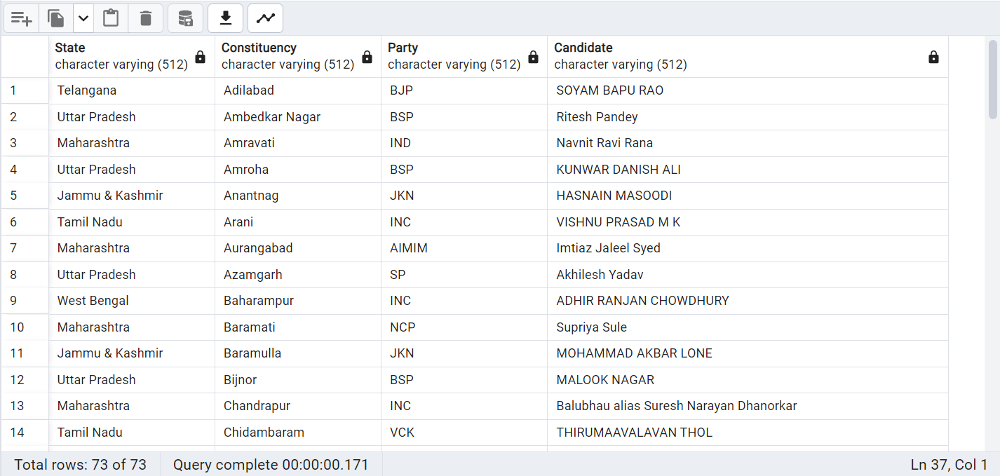 State Constituency Party Candidate
character varying (512) character varying (512) character varying (512) character varying (512)
1 Telangana Adilabad BJP SOYAM BAPU RAO
2 Uttar Pradesh Ambedkar Nagar BSP Ritesh Pandey
3 Maharashtra Amravati IND Navnit Ravi Rana
4 Uttar Pradesh Amroha BSP KUNWAR DANISH ALI
5 Jammu & Kashmir Anantnag JKN HASNAIN MASOODI
6 Tamil Nadu Arani INC VISHNU PRASAD M K
7 Maharashtra Aurangabad AIMIM Imtiaz Jaleel Syed
8 Uttar Pradesh Azamgarh SP Akhilesh Yadav
9 West Bengal Baharampur INC ADHIR RANJAN CHOWDHURY
10 Maharashtra Baramati NCP Supriya Sule
11 Jammu & Kashmir Baramulla JKN MOHAMMAD AKBAR LONE
12 Uttar Pradesh Bijnor BSP MALOOK NAGAR
13 Maharashtra Chandrapur INC Balubhau alias Suresh Narayan Dhanorkar
14 Tamil Nadu Chidambaram VCK THIRUMAAVALAVAN THOL
Total rows: 73 of 73 Query complete 00:00:00.171 Ln 37, Col 1